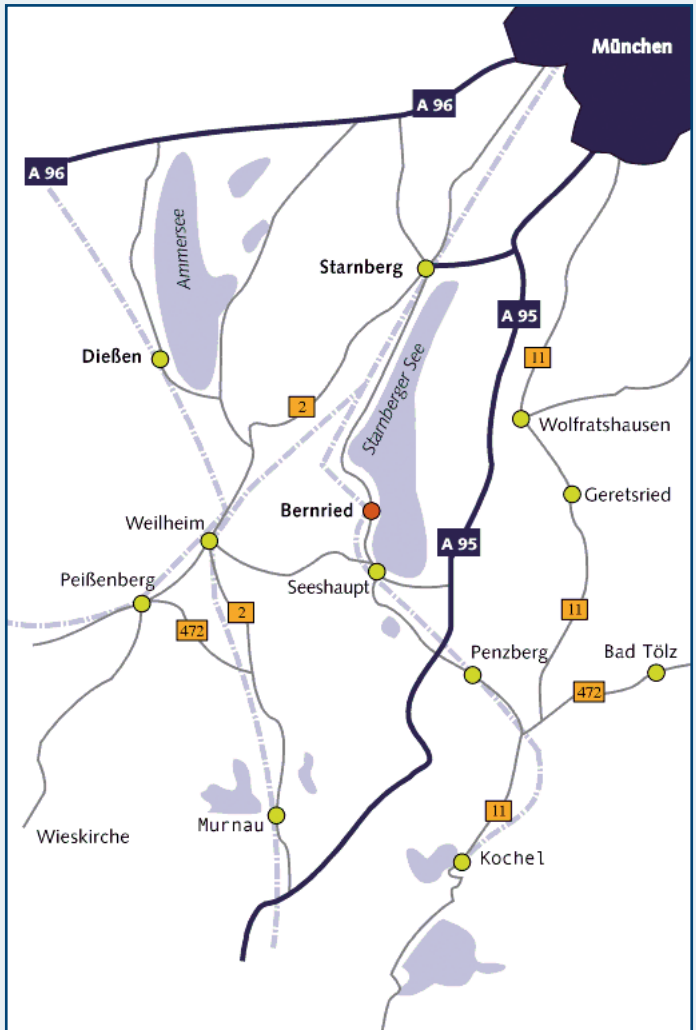 München
A 96
A 96
Ammersee
Starnberg
A 95
Dießen
11
2
Starnberger See
Wolfratshausen
Geretsried
Bernried
Weilheim
A 95
Peißenberg
Seeshaupt
2
11
472
Penzberg
Bad Tölz
472
Murnau
11
Wieskirche
Kochel